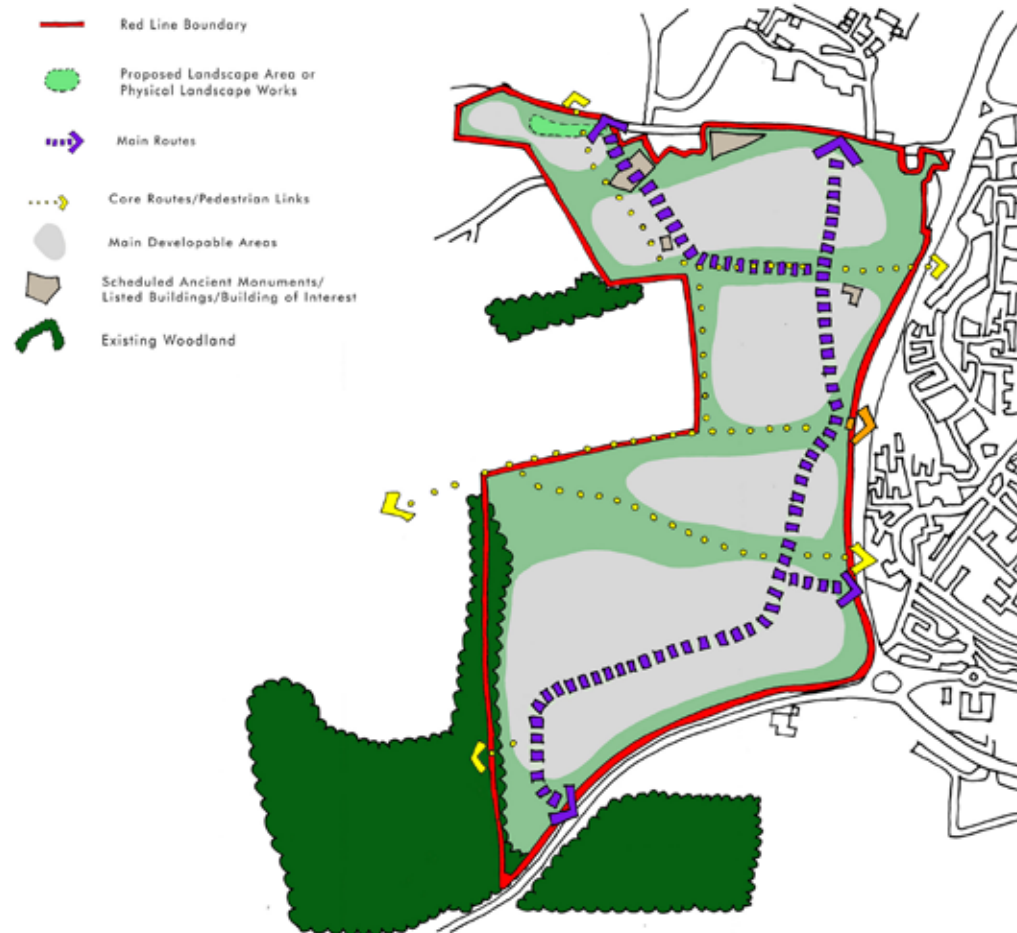 Red Line Boundary
Proposed Landscape Area or
Physical Landscape Works
Main Routes
Core Routes/Pedestrian Links
Main Developable Areas
Scheduled Ancient Monuments/
Listed Buildings/Building of Interest
Existing Woodland